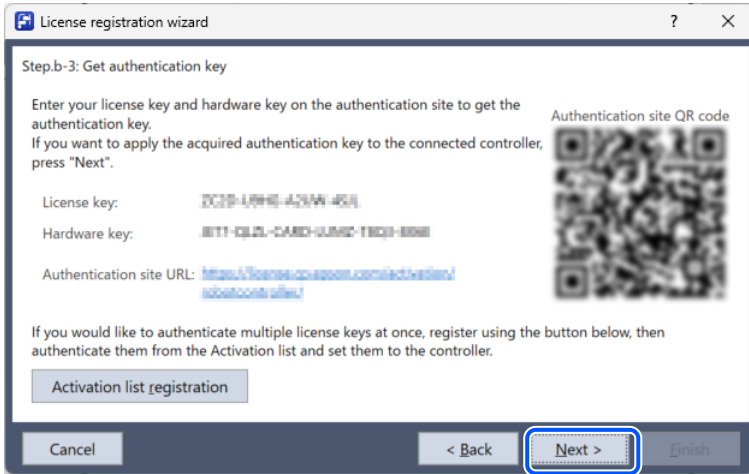 License registration wizard
Step.b-3: Get authentication key
Enter your license key and hardware key on the authentication site to get the
authentication key.
If you want to apply the acquired authentication key to the connected controller,
press "Next".
Authentication site QR code
License key:
Hardware key:
Authentication site URL:
If you would like to authenticate multiple license keys at once, register using the button below, then
authenticate them from the Activation list and set them to the controller.
Activation list registration
Cancel
< Back
Next >
Finish